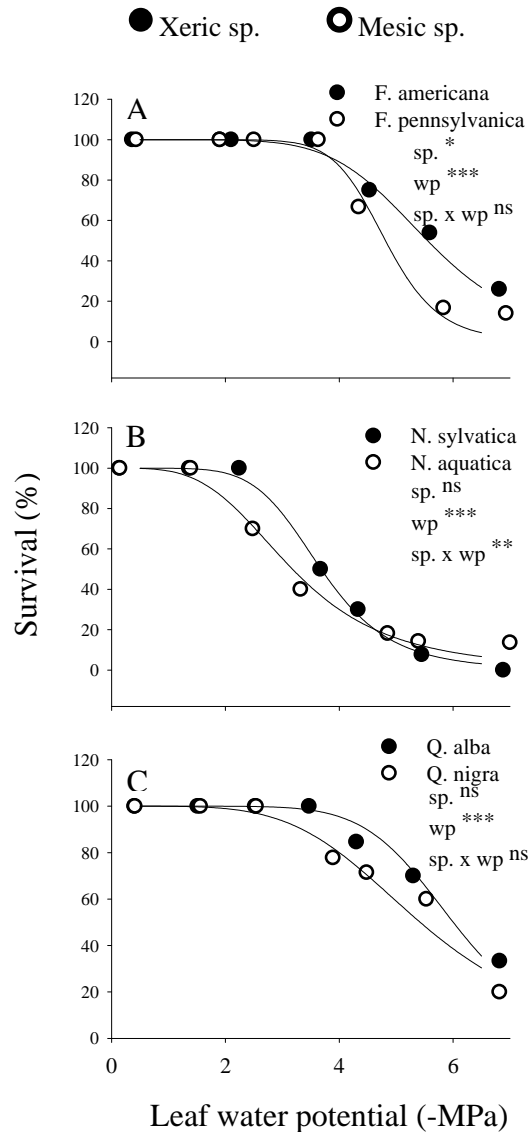 Xeric sp. Mesic sp.
A
F. americana
F. pennsylvanica
sp. *
wp ***
sp. x wp ns
120
100
80
60
40
20
0
B
N. sylvatica
N. aquatica
sp. ns
wp ***
sp. x wp **
120
100
80
60
40
20
0
Survival (%)
C
Q. alba
Q. nigra
sp. ns
wp ***
sp. x wp ns
120
100
80
60
40
20
0
0 2 4 6
Leaf water potential (-MPa)